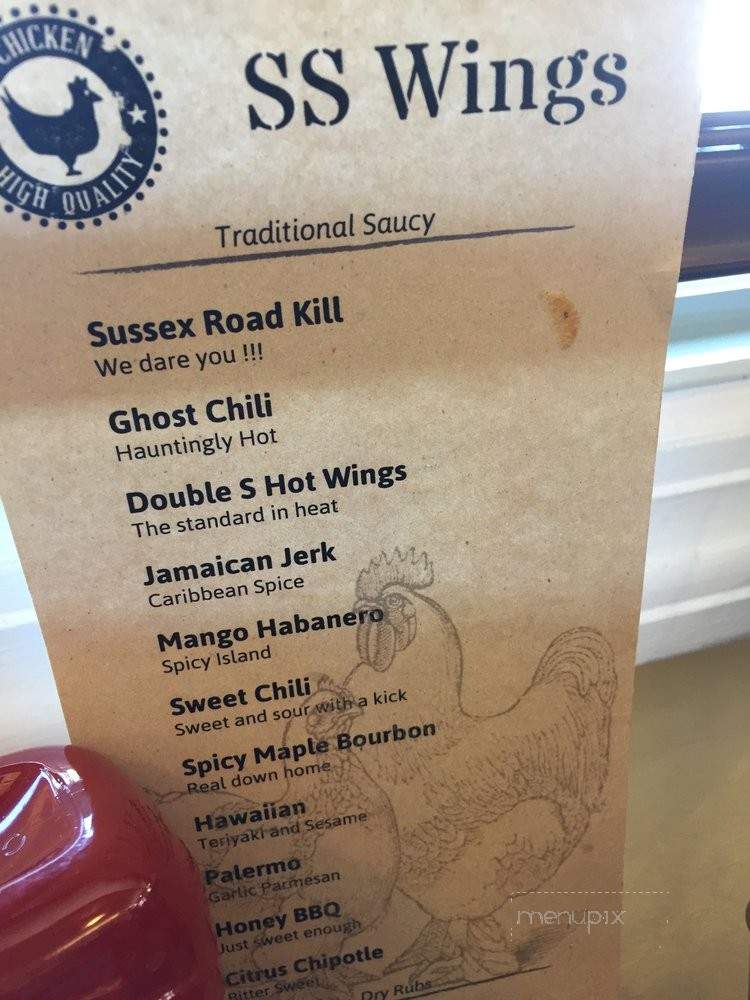 CHICKEN
HIGH QUALITY
SS Wings
Traditional Saucy
Sussex Road Kill
We dare you !!!
Ghost Chili
Hauntingly Hot
Double S Hot Wings
The standard in heat
Jamaican Jerk
Caribbean Spice
Mango Habanero
Spicy Island
Sweet Chili
Sweet and sour with a kick
Spicy Maple Bourbon
Real down home
Hawaiian
Teriyaki and Sesame
Palermo
Garlic Parmesan
Honey BBQ
Just sweet enough
Citrus Chipotle
Bitter Sweet
Dry Rubs
menupix